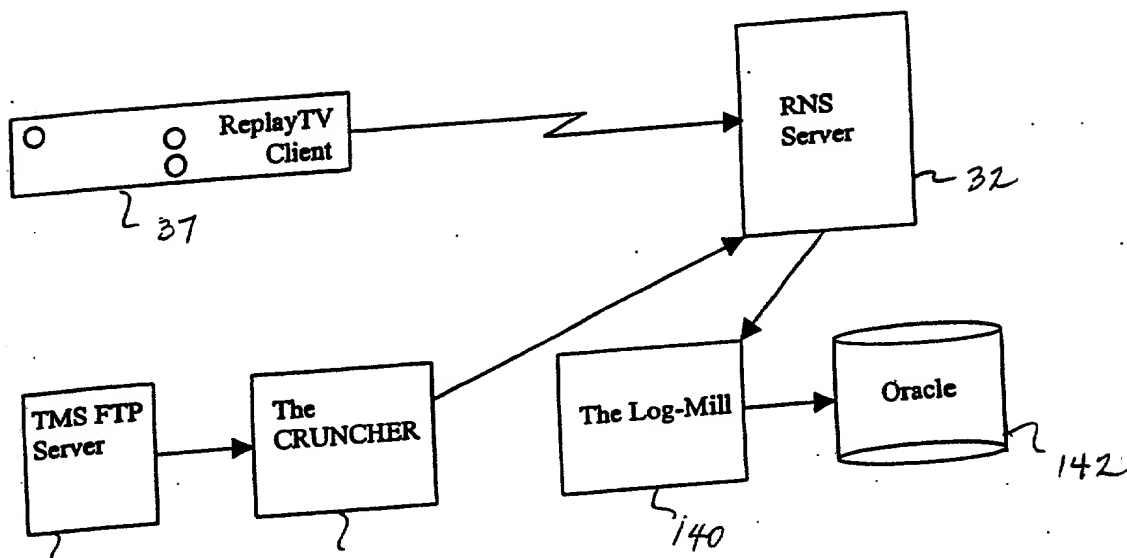 ReplayTV
Client
37
RNS
Server
32
TMS FTP
Server
The
CRUNCHER
The Log-Mill
140
Oracle
142